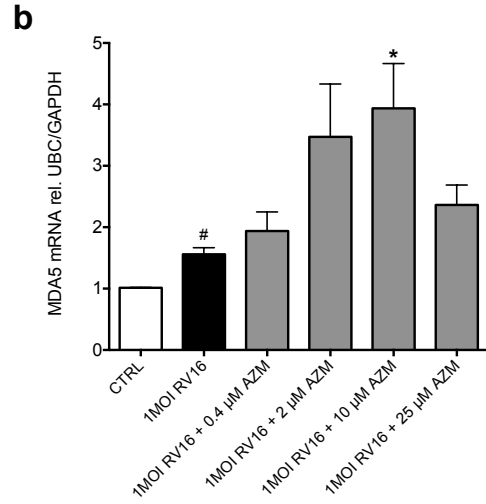 b
MDA5 mRNA rel. UBC/GAPDH
5
4
3
2
1
0
#
*
CTRL
1MOI RV16
1MOI RV16 + 0.4 µM AZM
1MOI RV16 + 2 µM AZM
1MOI RV16 + 10 µM AZM
1MOI RV16 + 25 µM AZM